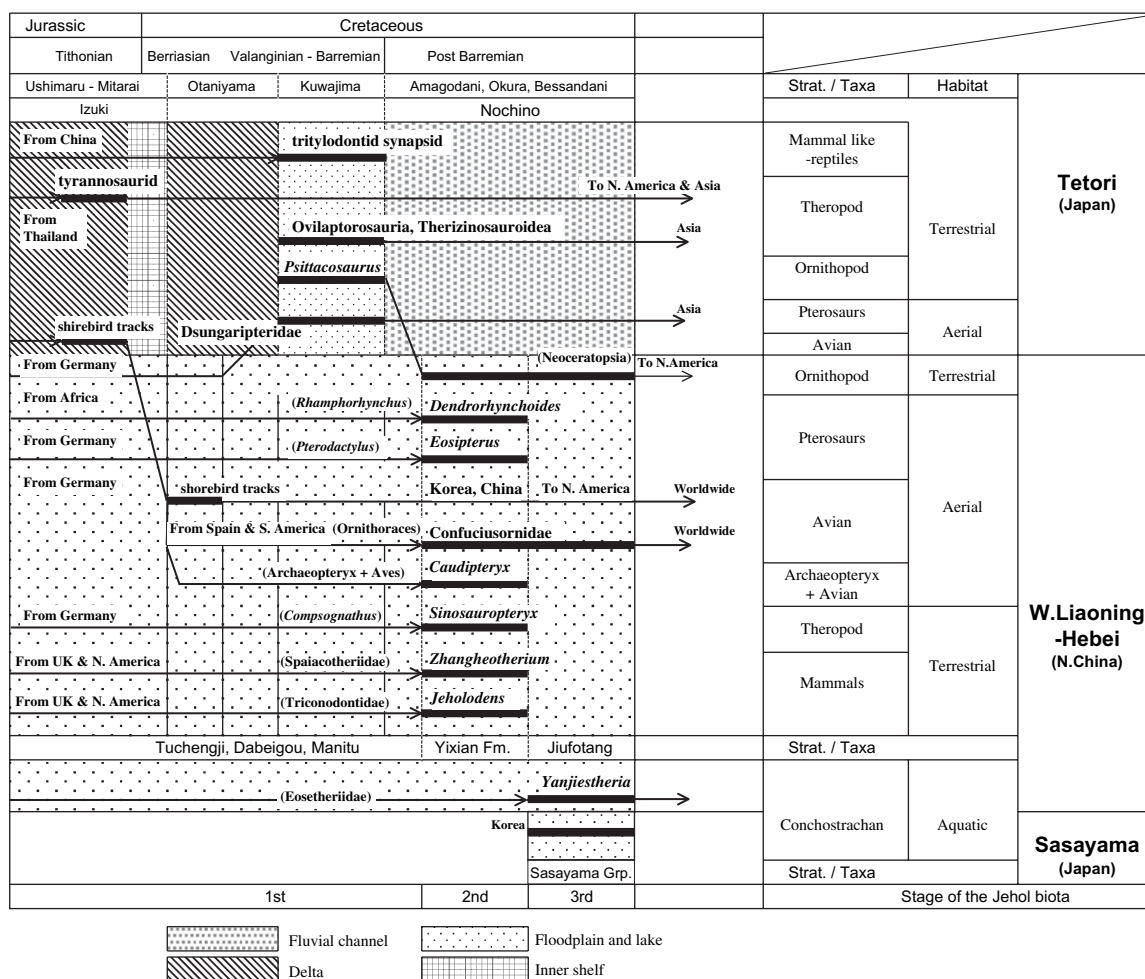 Jurassic
Cretaceous
Tithonian
Berriasian
Valanginian - Barremian
Post Barremian
Ushimaru - Mitarai
Otaniyama
Kuwajima
Amagodani, Okura, Bessandani
Strat. / Taxa
Habitat
Izuki
Nochino
From China
tritylodontid synapsid
Mammal like
-reptiles
tyrannosaurid
To N. America & Asia
Theropod
Terrestrial
Tetori
(Japan)
From
Thailand
Ovilaptorosauria, Therizinosauroidea
Asia
Psittacosaurus
Ornithopod
shirebird tracks
Dsungaripteridae
Asia
Pterosaurs
Aerial
Avian
From Germany
(Neoceratopsia)
To N.America
Ornithopod
Terrestrial
From Africa
(Rhamphorhynchus)
Dendrorhynchoides
Pterosaurs
From Germany
(Pterodactylus)
Eosipterus
From Germany
shorebird tracks
Korea, China
To N. America
Worldwide
Avian
Aerial
From Spain & S. America
(Ornithoraces)
Confuciusornidae
Worldwide
(Archaeopteryx + Aves)
Caudipteryx
Archaeopteryx
+ Avian
From Germany
(Compsognathus)
Sinosauropteryx
Theropod
W.Liaoning
-Hebei
(N.China)
From UK & N. America
(Spaiacotheriidae)
Zhangheotherium
Mammals
Terrestrial
From UK & N. America
(Triconodontidae)
Jeholodens
Tuchengji, Dabeigou, Manitu
Yixian Fm.
Jiufotang
Strat. / Taxa
(Eosetheriidae)
Yanjiestheria
Korea
Conchostrachan
Aquatic
Sasayama
(Japan)
Sasayama Grp.
Strat. / Taxa
1st
2nd
3rd
Stage of the Jehol biota
Fluvial channel
Floodplain and lake
Delta
Inner shelf